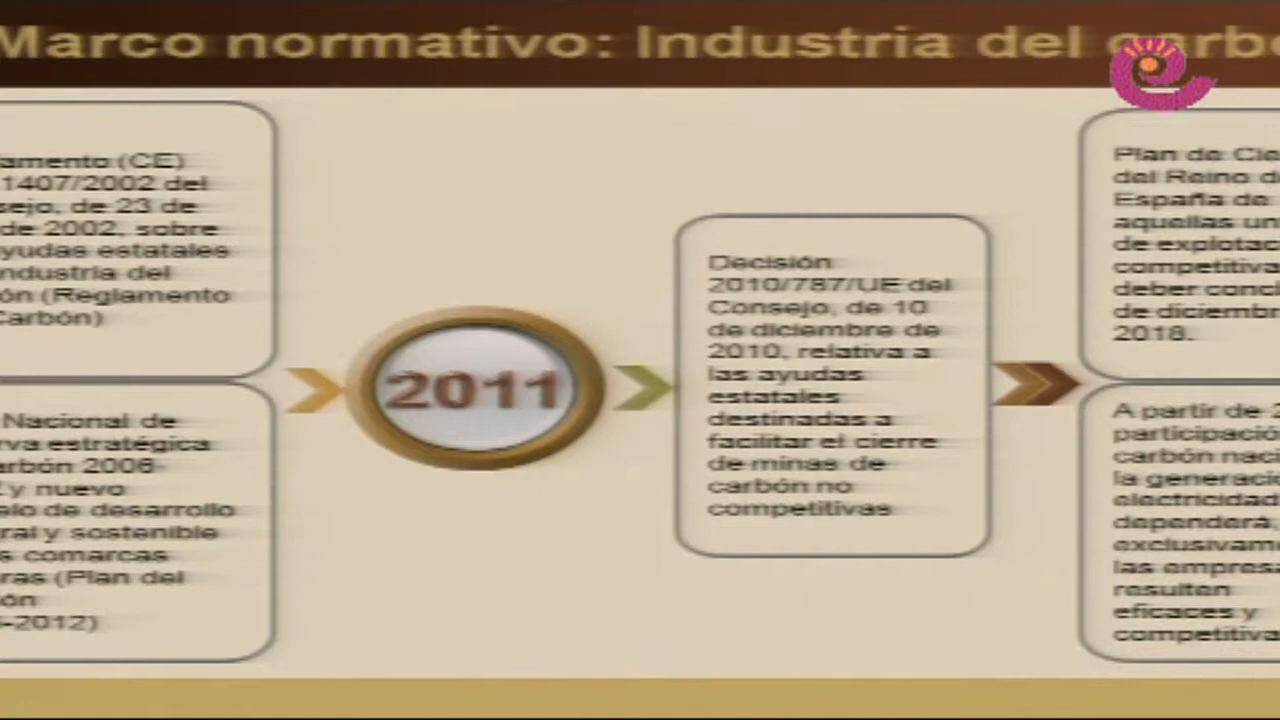 Marco normativo: Industria del carb
amento (CE)
1407/2002 del
sejo, de 23 de
de 2002, sobre
yudas estatales
ndustria del
ón (Reglamento
Carbón)
Nacional de
rva estratégica
arbón 2006-
y nuevo
elo de desarrollo
ral y sostenible
s comarcas
ras (Plan del
ón
-2012)
2011
Decisión
2010/787/UE del
Consejo, de 10
de diciembre de
2010, relativa a
las ayudas
estatales
destinadas a
facilitar el cierre
de minas de
carbón no
competitivas
Plan de Cie
del Reino de
España de
aquellas un
de explotac
competitiva
deber concl
de diciembr
2018.
A partir de 2
participació
carbón naci
la generació
electricidad
dependerá,
exclusivame
las empresa
resulten
eficaces y
competitiva